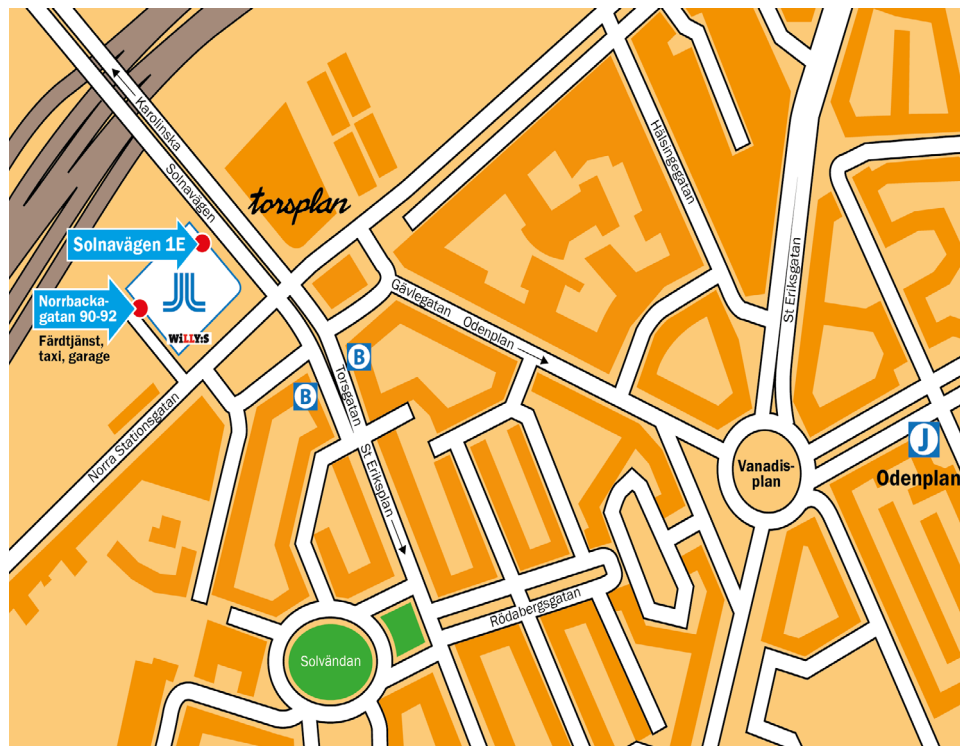 Karolinska
Solnavägen
torsplan
Hälsingegatan
Solnavägen 1E
St Eriksgatan
Norrbacka-
gatan 90-92
Färdtjänst,
taxi, garage
WiLLY:S
Gävlegatan
Odenplan
B
B
Torsgatan
St Eriksplan
Norra Stationsgatan
Vanadis-
plan
J
Odenplan
Rödabergsgatan
Solvändan